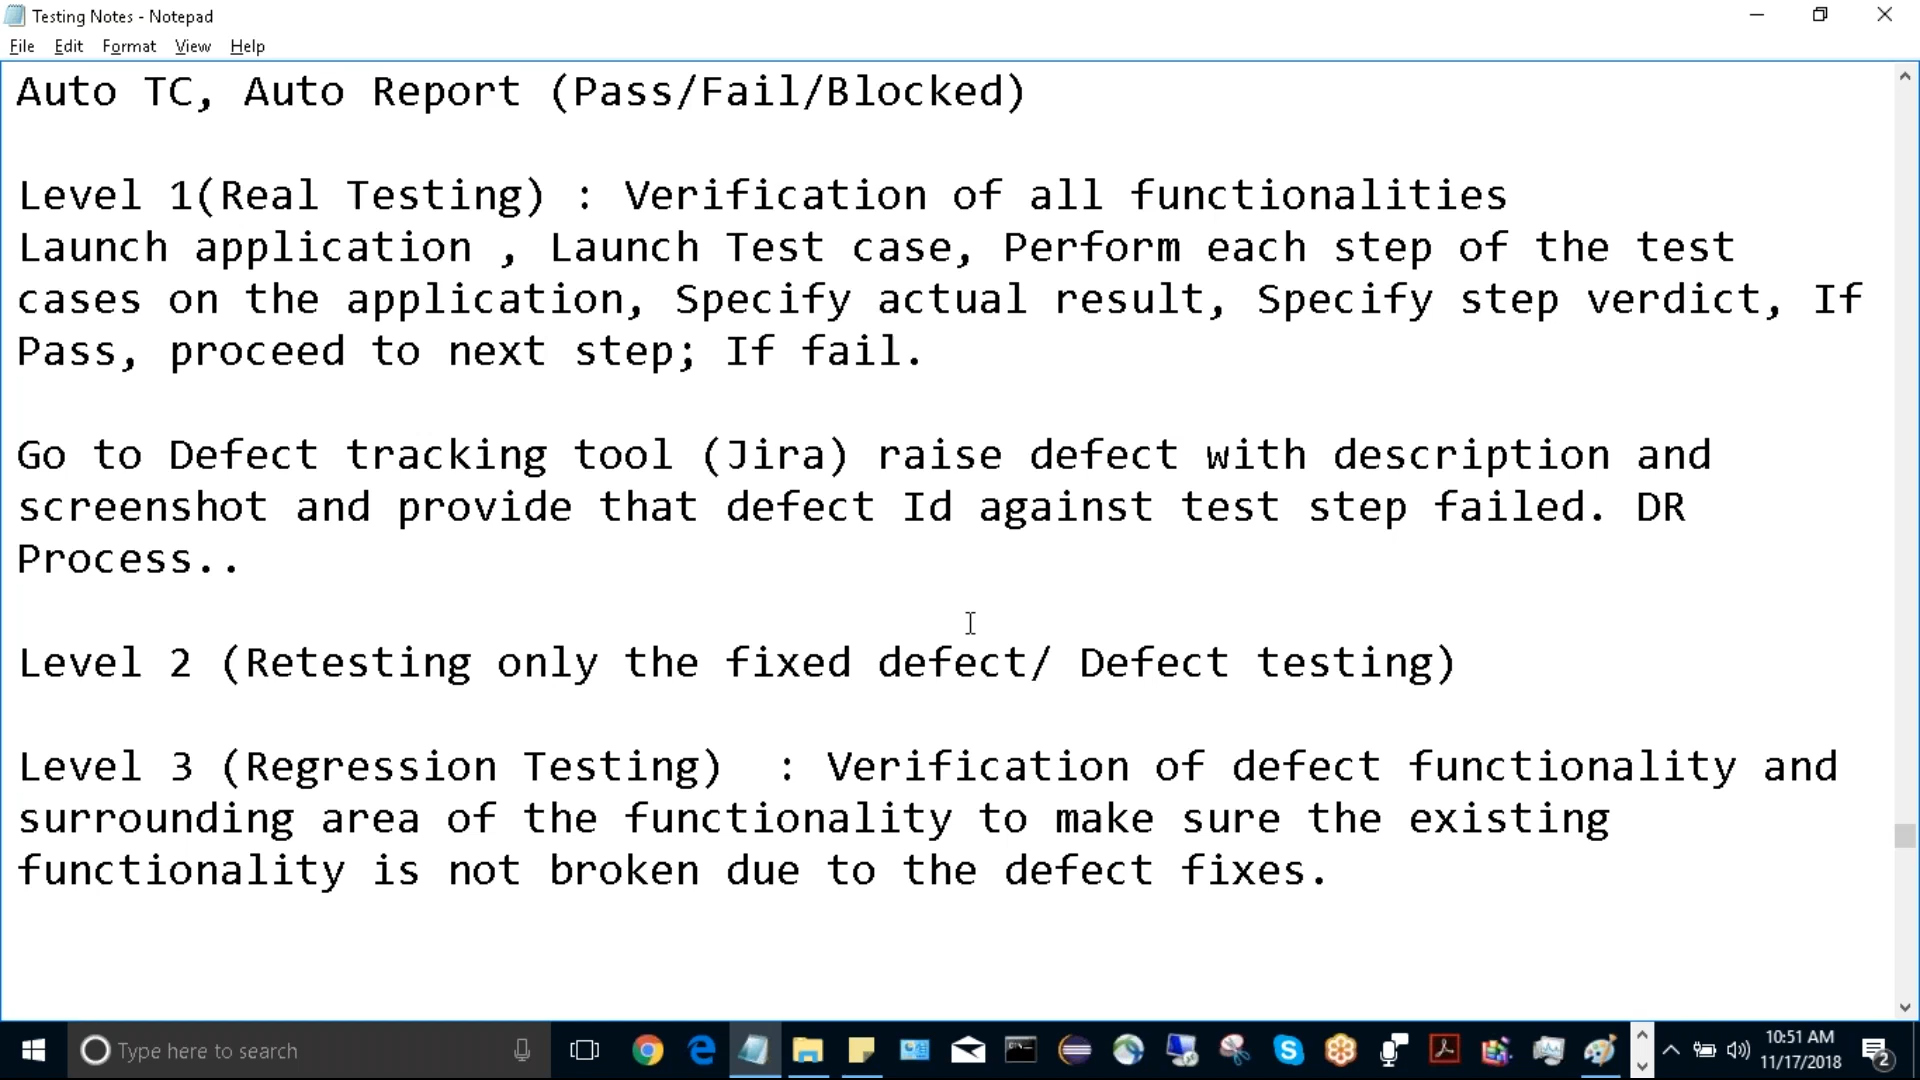 Testing Notes - Notepad
File Edit Format View Help
Auto TC, Auto Report (Pass/Fail/Blocked)
Level 1(Real Testing) : Verification of all functionalities
Launch application , Launch Test case, Perform each step of the test
cases on the application, Specify actual result, Specify step verdict, If
Pass, proceed to next step; If fail.
Go to Defect tracking tool (Jira) raise defect with description and
screenshot and provide that defect Id against test step failed. DR
Process..
Level 2 (Retesting only the fixed defect/ Defect testing)
Level 3 (Regression Testing)  : Verification of defect functionality and
surrounding area of the functionality to make sure the existing
functionality is not broken due to the defect fixes.
Type here to search
10:51 AM
11/17/2018
2